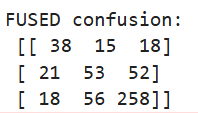 FUSED confusion:
[[ 38 15 18]
[ 21 53 52]
[ 18 56 258]]